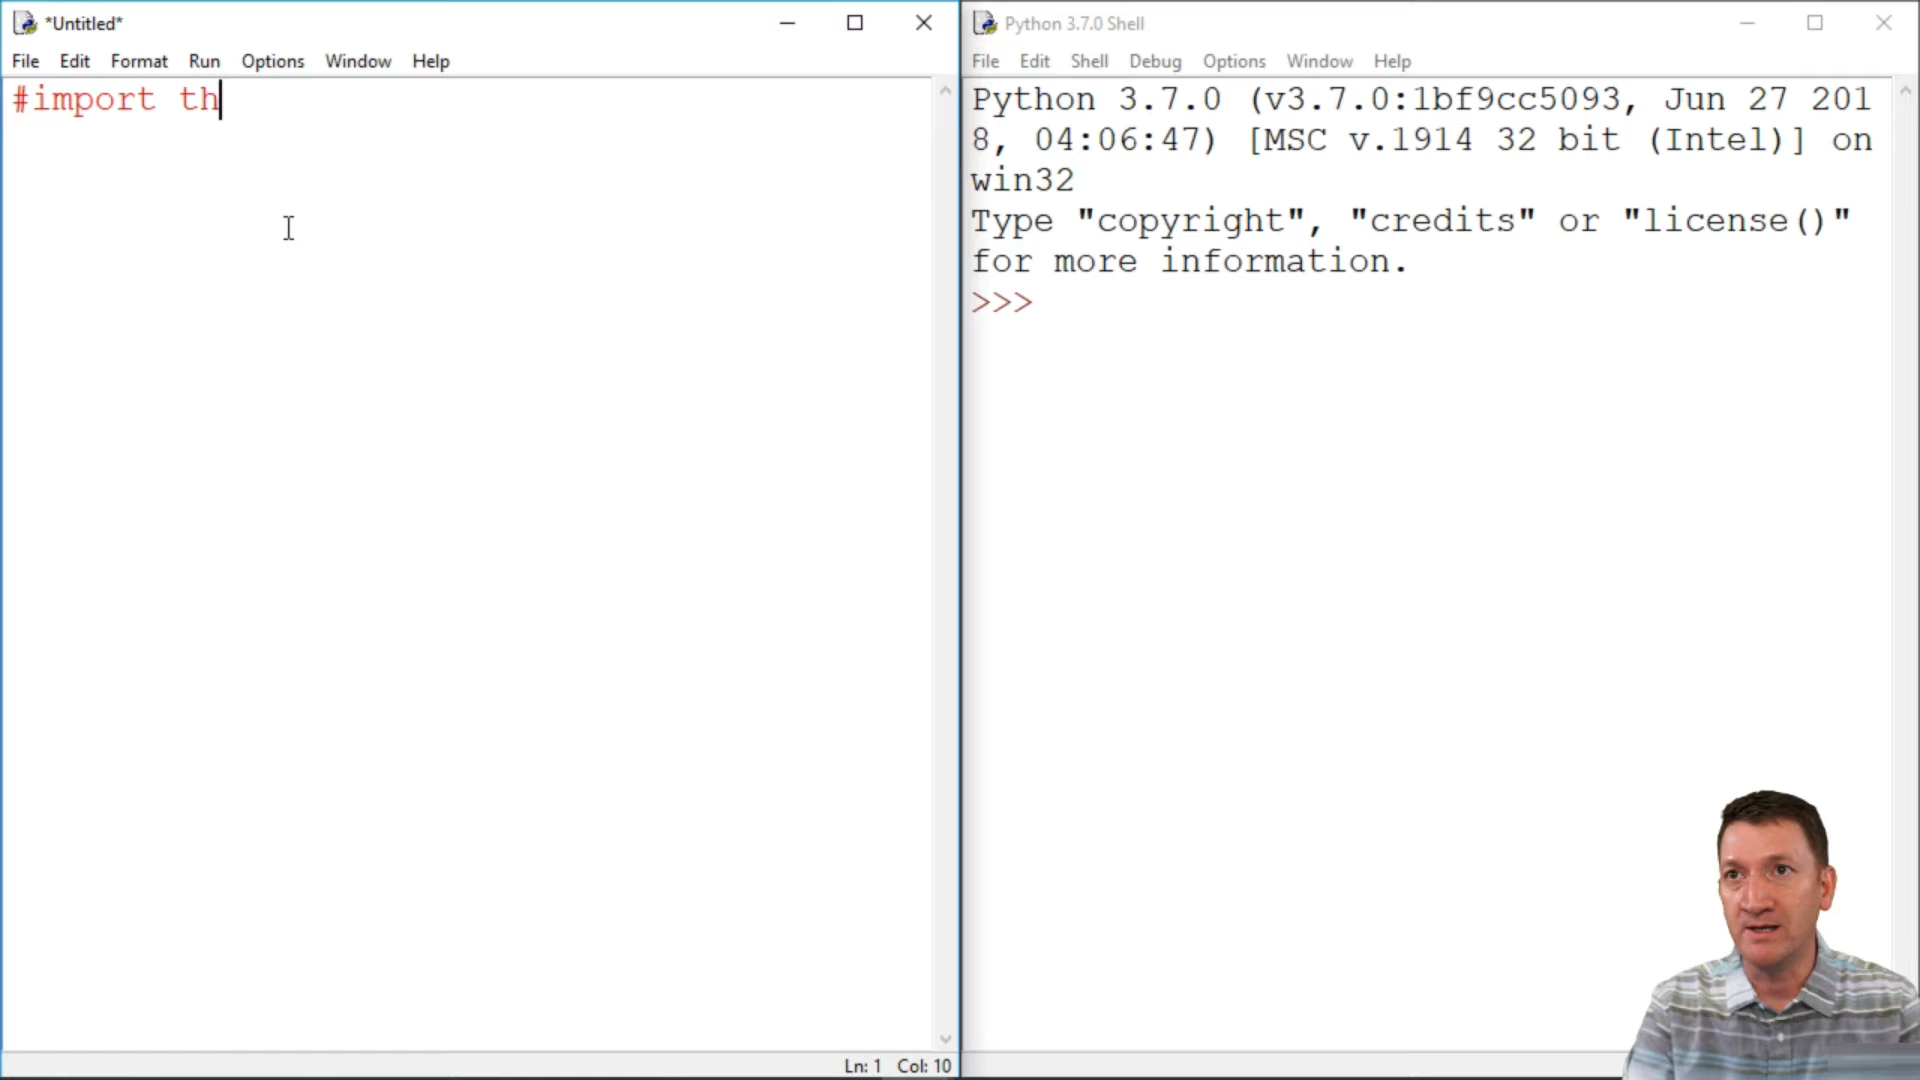 *Untitled*
File Edit Format Run Options Window Help
#import th
Ln: 1 Col: 10
Python 3.7.0 Shell
File Edit Shell Debug Options Window Help
Python 3.7.0 (v3.7.0:1bf9cc5093, Jun 27 201
8, 04:06:47) [MSC v.1914 32 bit (Intel)] on
win32
Type "copyright", "credits" or "license()"
for more information.
>>>